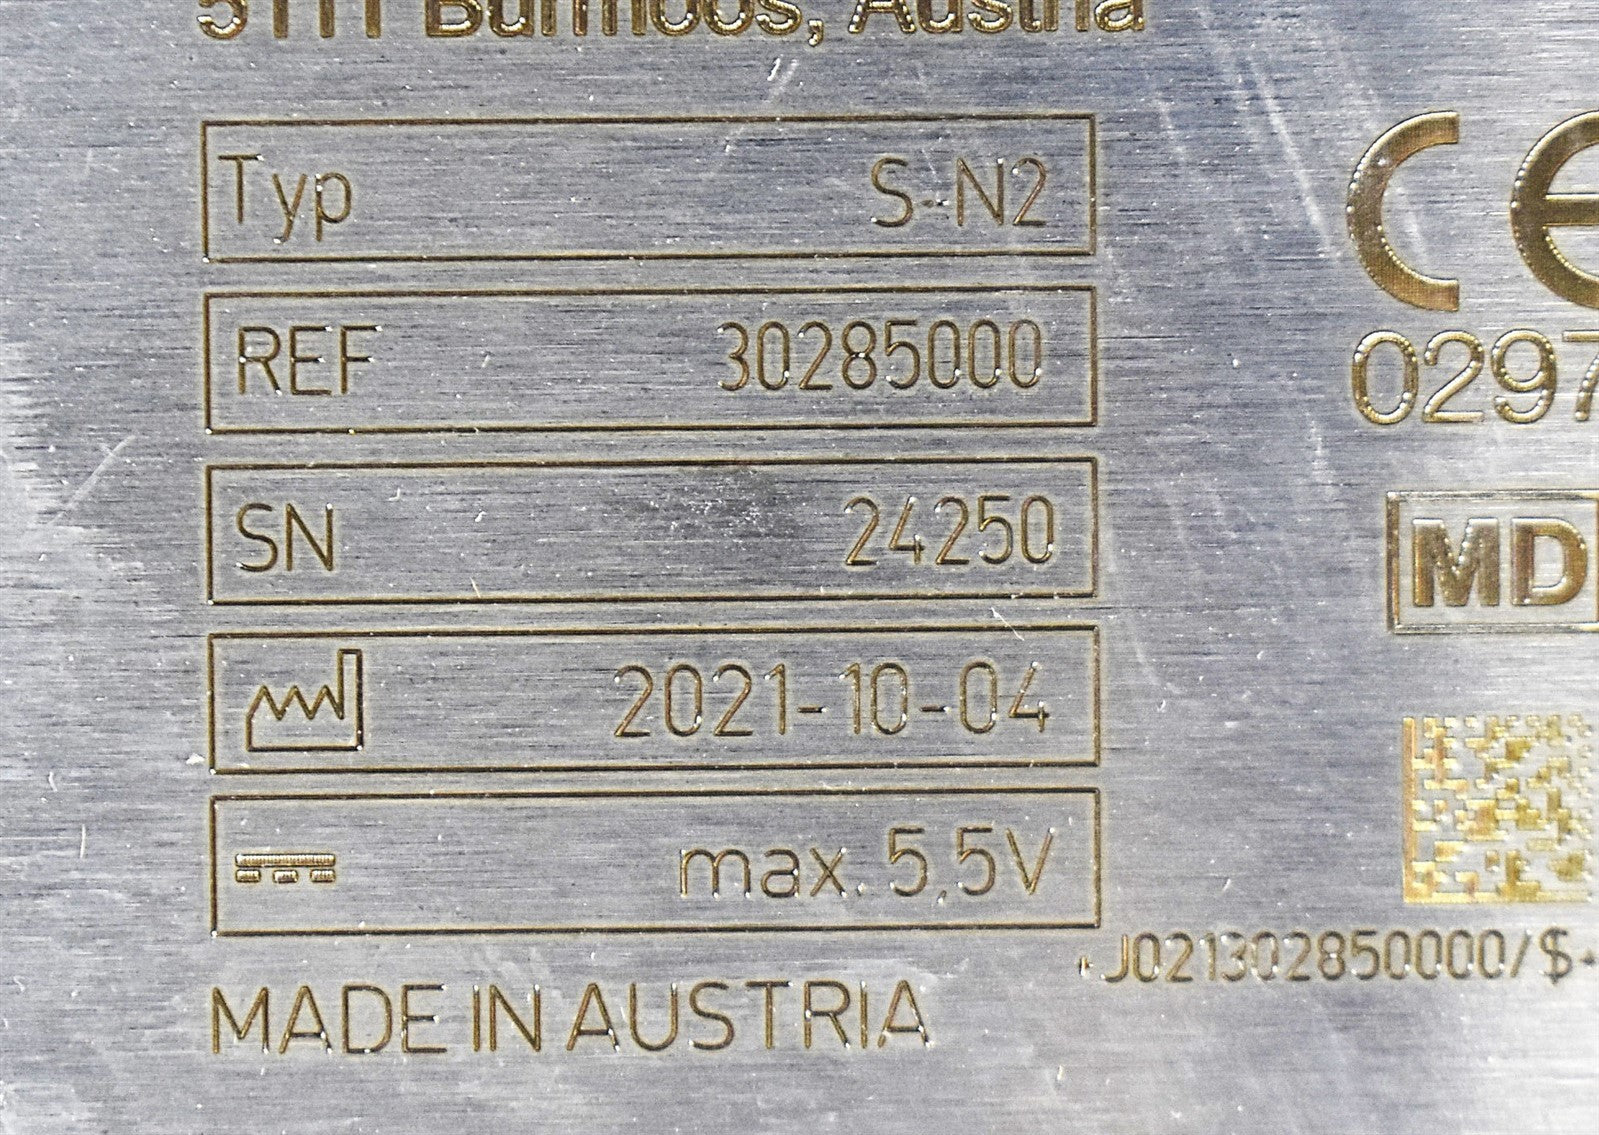 5111 Bürmoos, Austria
Typ S-N2
REF 30285000
SN 24250
2021-10-04
max. 5,5V
MADE IN AUSTRIA
CE
0297
MD
+J021302850000/$+